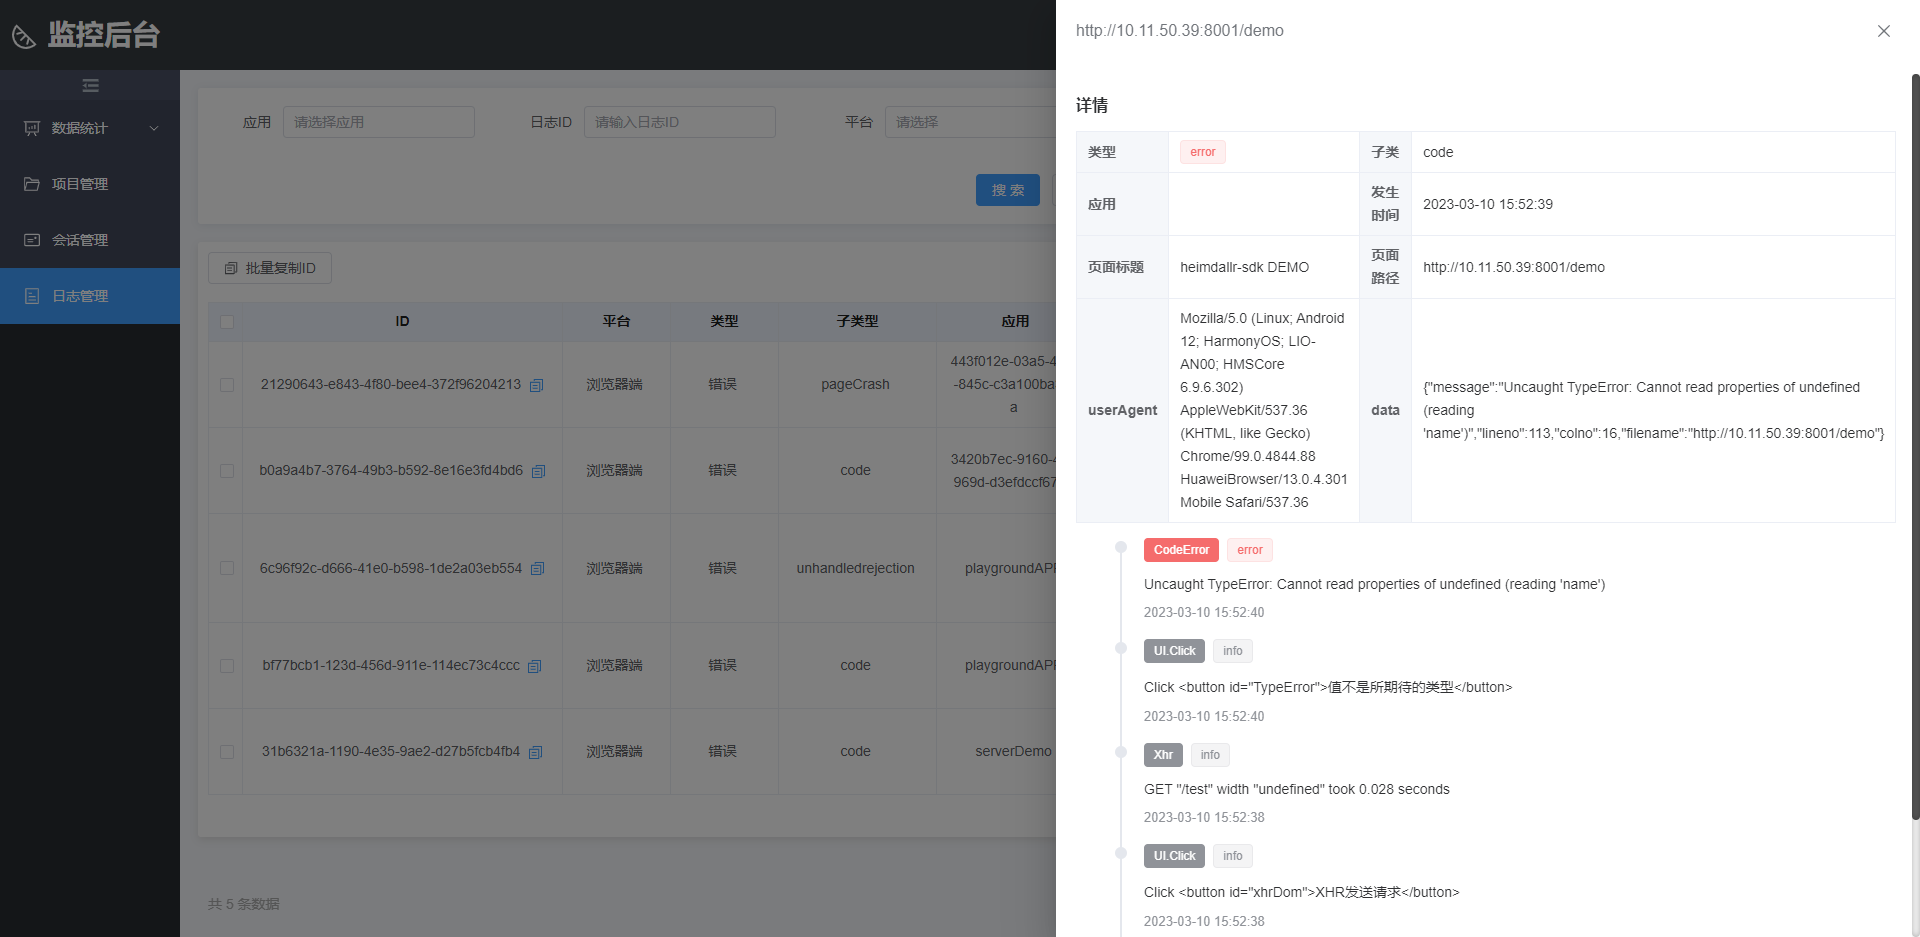 监控后台
数据统计
项目管理
会话管理
日志管理
应用 请选择应用 日志ID 请输入日志ID 平台 请选择
搜 索
批量复制ID
ID 平台 类型 子类型 应用
21290643-e843-4f80-bee4-372f96204213 浏览器端 错误 pageCrash
443f012e-03a5-4
-845c-c3a100ba
a
b0a9a4b7-3764-49b3-b592-8e16e3fd4bd6 浏览器端 错误 code
3420b7ec-9160-4
969d-d3efdccf67
6c96f92c-d666-41e0-b598-1de2a03eb554 浏览器端 错误 unhandledrejection playgroundAPP
bf77bcb1-123d-456d-911e-114ec73c4ccc 浏览器端 错误 code playgroundAPP
31b6321a-1190-4e35-9ae2-d27b5fcb4fb4 浏览器端 错误 code serverDemo
共 5 条数据
http://10.11.50.39:8001/demo
详情
类型 error 子类 code
应用
发生
时间
2023-03-10 15:52:39
页面标题 heimdallr-sdk DEMO
页面
路径
http://10.11.50.39:8001/demo
userAgent
Mozilla/5.0 (Linux; Android
12; HarmonyOS; LIO-
AN00; HMSCore
6.9.6.302)
AppleWebKit/537.36
(KHTML, like Gecko)
Chrome/99.0.4844.88
HuaweiBrowser/13.0.4.301
Mobile Safari/537.36
data
{"message":"Uncaught TypeError: Cannot read properties of undefined
(reading
'name')","lineno":113,"colno":16,"filename":"http://10.11.50.39:8001/demo"}
CodeError error
Uncaught TypeError: Cannot read properties of undefined (reading 'name')
2023-03-10 15:52:40
UI.Click info
Click <button id="TypeError">值不是所期待的类型</button>
2023-03-10 15:52:40
Xhr info
GET "/test" width "undefined" took 0.028 seconds
2023-03-10 15:52:38
UI.Click info
Click <button id="xhrDom">XHR发送请求</button>
2023-03-10 15:52:38